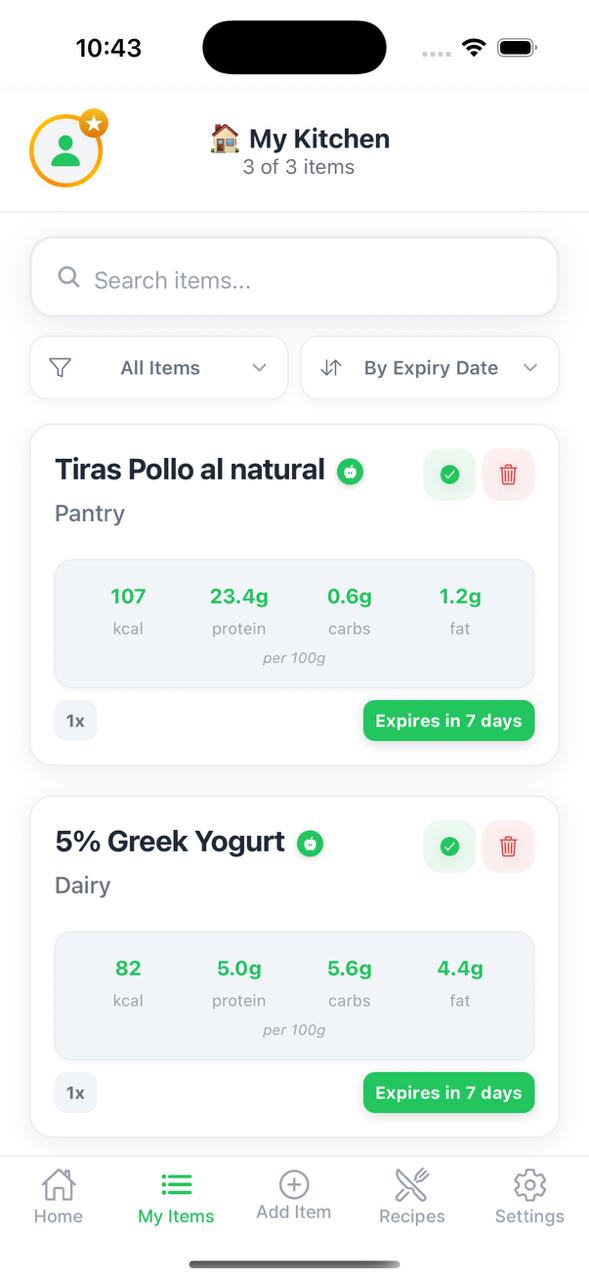 10:43
🏠 My Kitchen
3 of 3 items
Search items...
All Items
By Expiry Date
Tiras Pollo al natural
Pantry
107 23.4g 0.6g 1.2g
kcal protein carbs fat
per 100g
1x
Expires in 7 days
5% Greek Yogurt
Dairy
82 5.0g 5.6g 4.4g
kcal protein carbs fat
per 100g
1x
Expires in 7 days
Home My Items Add Item Recipes Settings